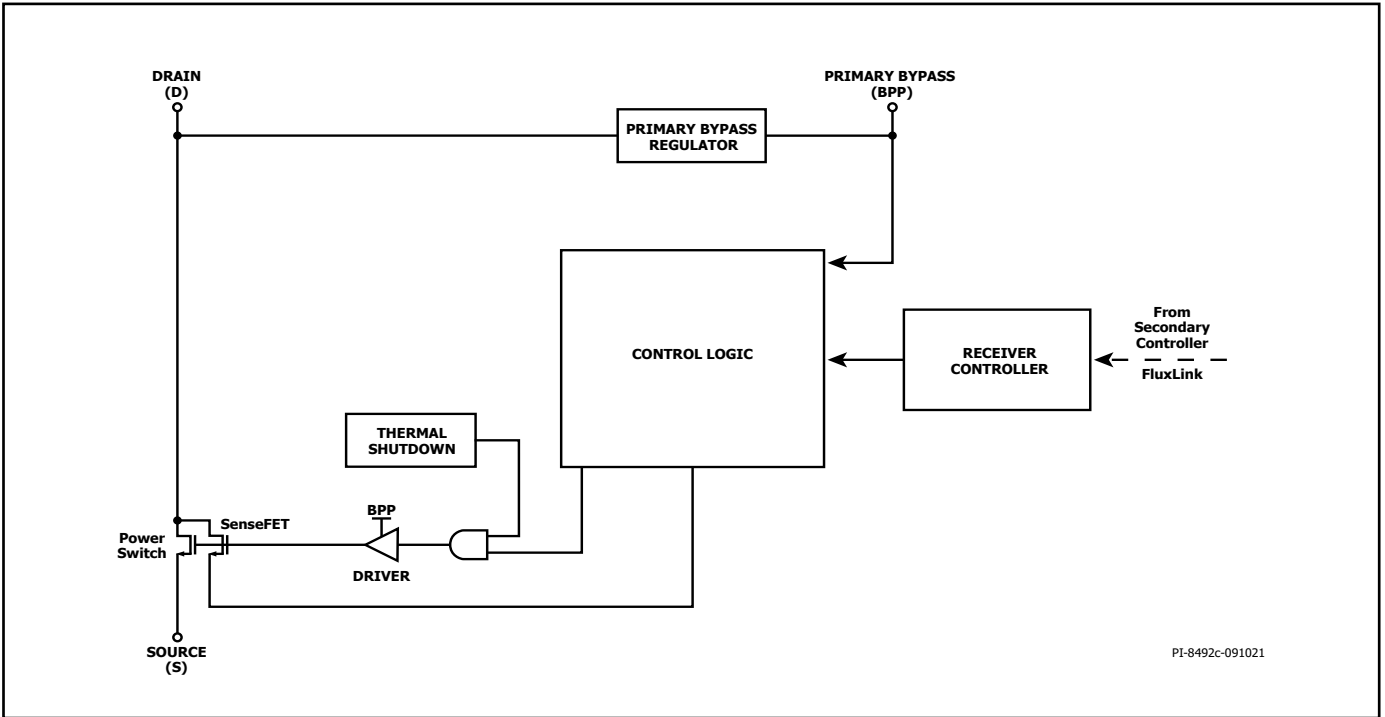 DRAIN
(D)
PRIMARY BYPASS
(BPP)
PRIMARY BYPASS
REGULATOR
CONTROL LOGIC
RECEIVER
CONTROLLER
From
Secondary
Controller
FluxLink
THERMAL
SHUTDOWN
BPP
SenseFET
Power
Switch
DRIVER
SOURCE
(S)
PI-8492c-091021